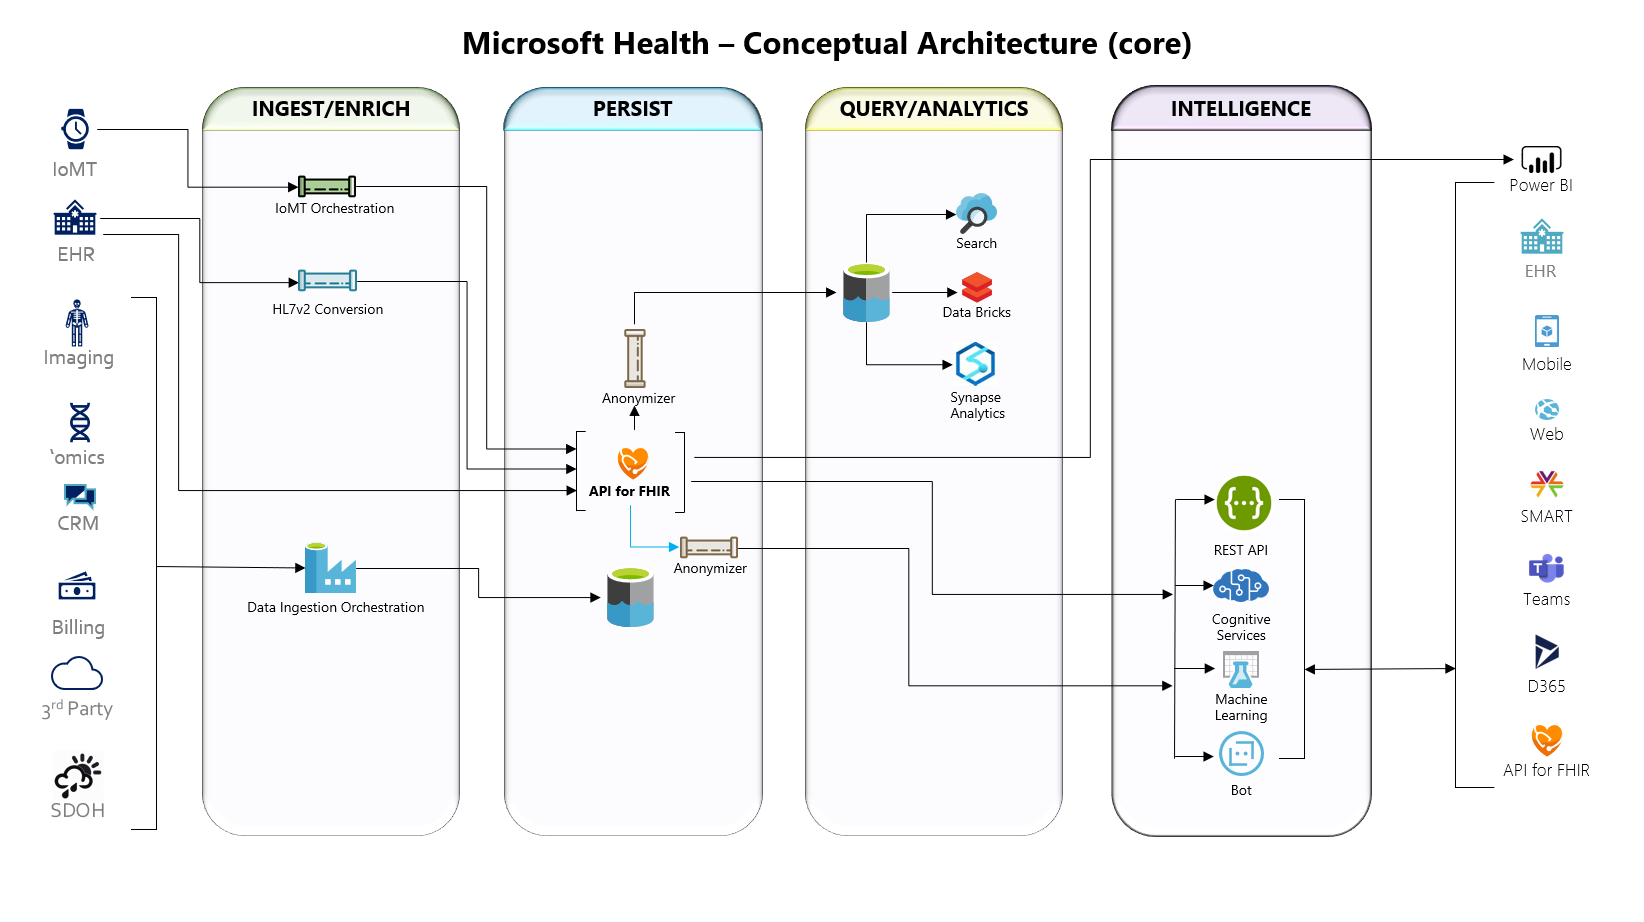 Microsoft Health – Conceptual Architecture (core)
INGEST/ENRICH
PERSIST
QUERY/ANALYTICS
INTELLIGENCE
IoMT
EHR
Imaging
‘omics
CRM
Billing
3rd Party
SDOH
IoMT Orchestration
HL7v2 Conversion
Data Ingestion Orchestration
Anonymizer
API for FHIR
Anonymizer
Search
Data Bricks
Synapse
Analytics
REST API
Cognitive
Services
Machine
Learning
Bot
Power BI
EHR
Mobile
Web
SMART
T
Teams
D365
API for FHIR